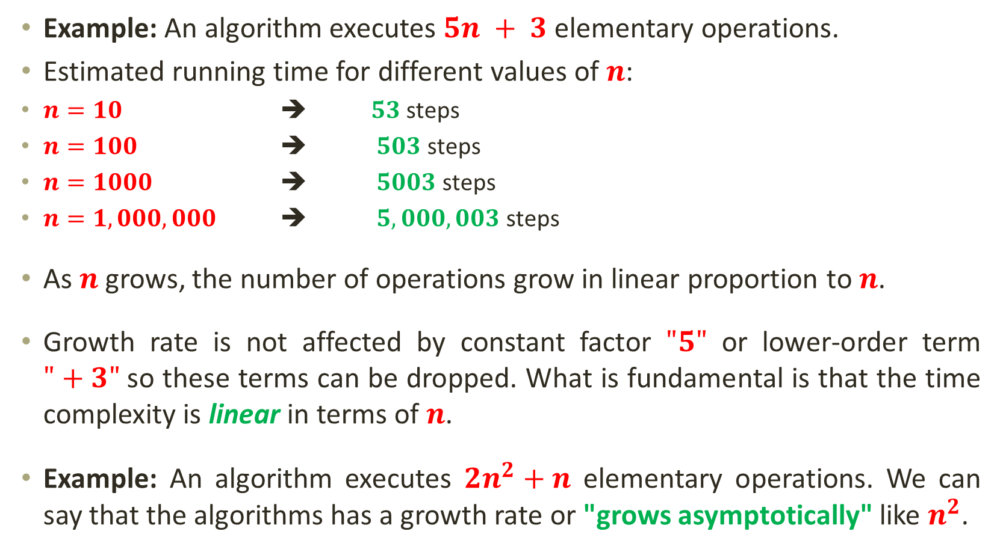 • Example: An algorithm executes 5n + 3 elementary operations.
• Estimated running time for different values of n:
• n = 10 ➔ 53 steps
• n = 100 ➔ 503 steps
• n = 1000 ➔ 5003 steps
• n = 1,000,000 ➔ 5,000,003 steps
• As n grows, the number of operations grow in linear proportion to n.
• Growth rate is not affected by constant factor "5" or lower-order term
" + 3" so these terms can be dropped. What is fundamental is that the time
complexity is linear in terms of n.
• Example: An algorithm executes 2n² + n elementary operations. We can
say that the algorithms has a growth rate or "grows asymptotically" like n².